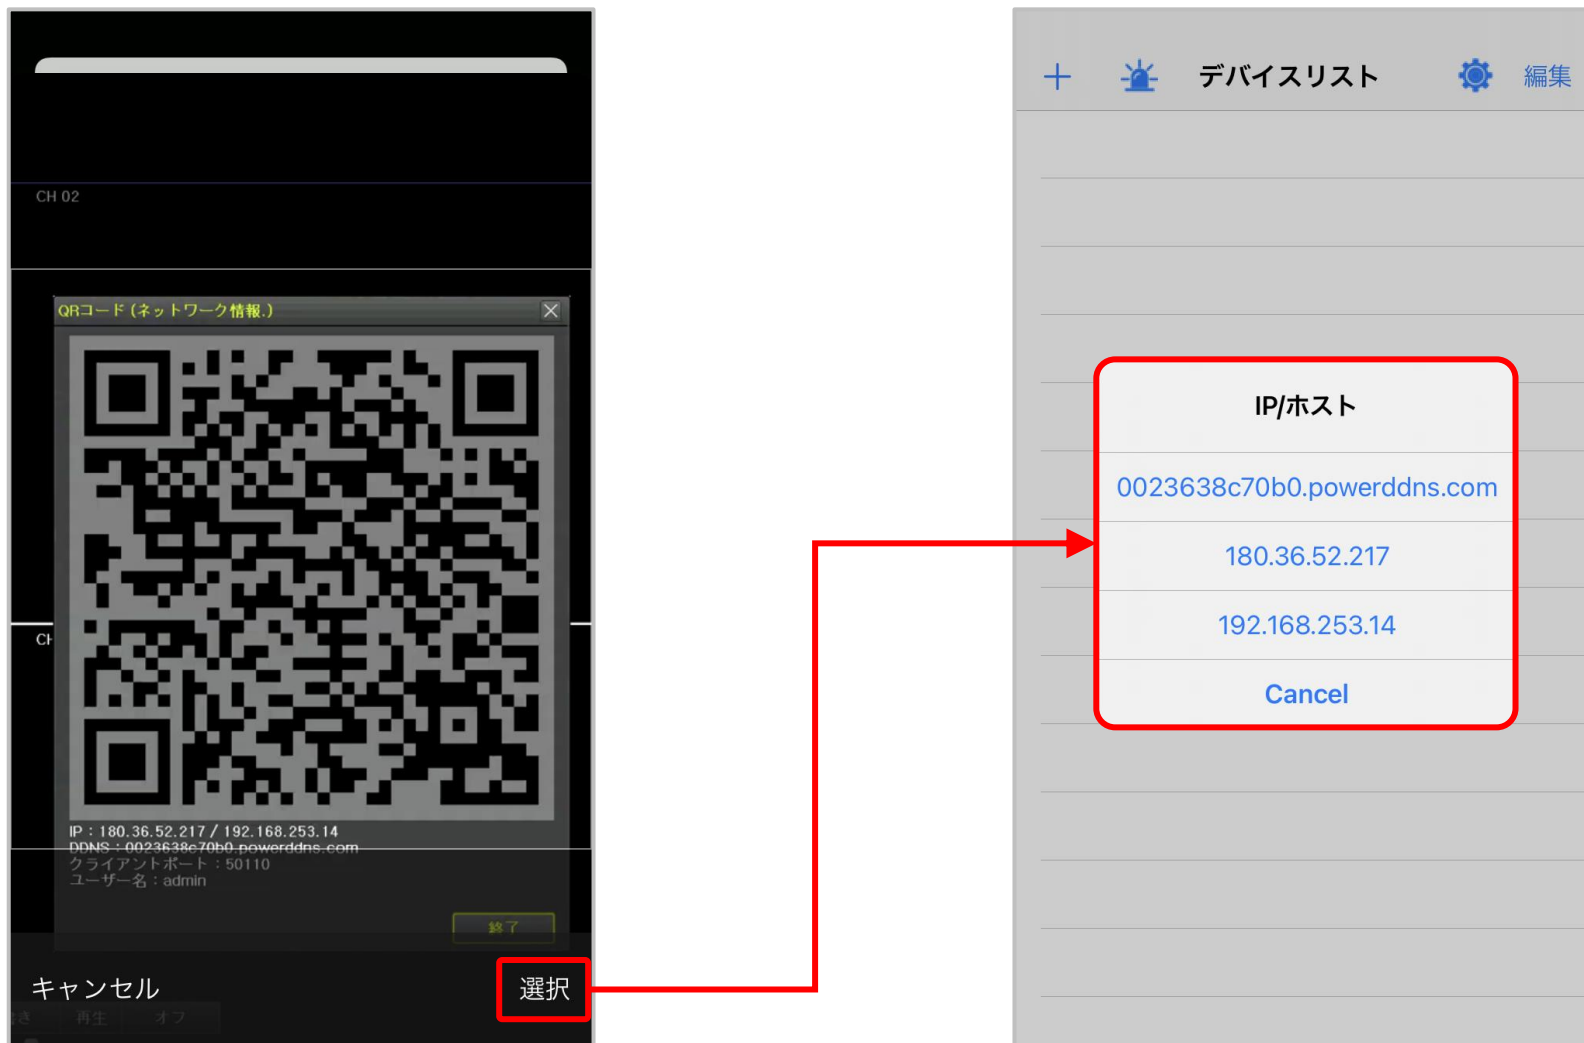 CH 02
QRコード (ネットワーク情報.)
CH
IP : 180.36.52.217 / 192.168.253.14
DDNS : 0023638c70b0.powerddns.com
クライアントポート : 50110
ユーザー名 : admin
終了
キャンセル
選択
再生 オフ
デバイスリスト
編集
IP/ホスト
0023638c70b0.powerddns.com
180.36.52.217
192.168.253.14
Cancel